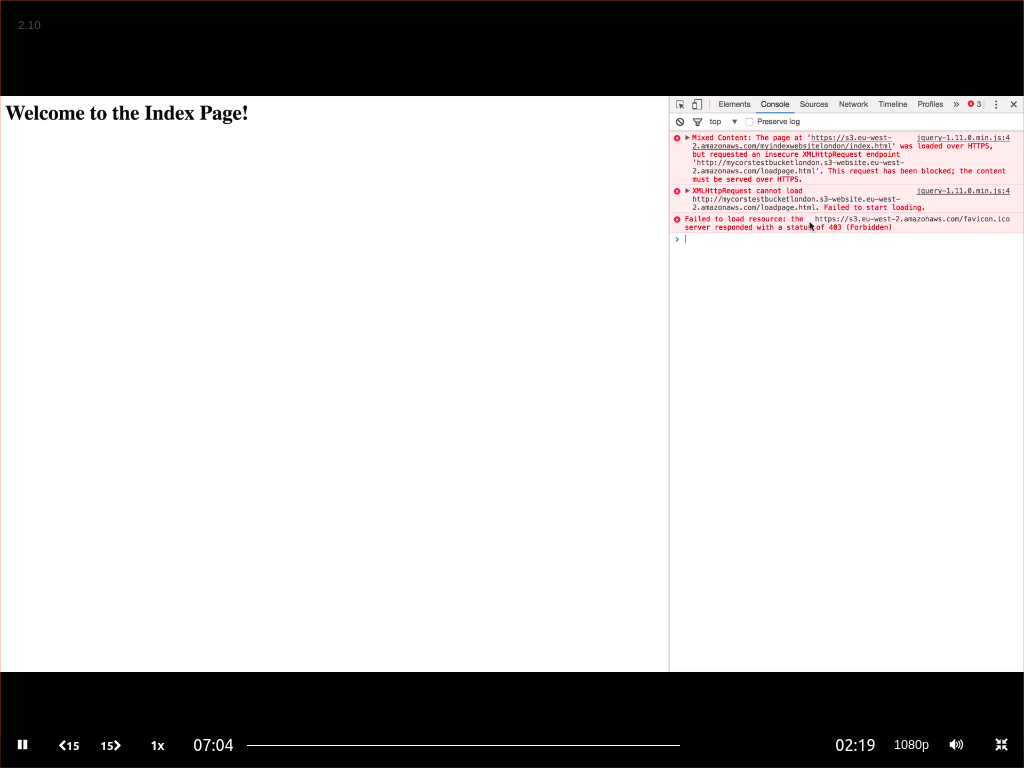 2.10
Welcome to the Index Page!
Elements Console Sources Network Timeline Profiles » 3
top Preserve log
Mixed Content: The page at 'https://s3.eu-west- jquery-1.11.0.min.js:4
2.amazonaws.com/myindexwebsitelondon/index.html' was loaded over HTTPS,
but requested an insecure XMLHttpRequest endpoint
'http://mycorstestbucketlondon.s3-website.eu-west-
2.amazonaws.com/loadpage.html'. This request has been blocked; the content
must be served over HTTPS.
XMLHttpRequest cannot load jquery-1.11.0.min.js:4
http://mycorstestbucketlondon.s3-website.eu-west-
2.amazonaws.com/loadpage.html. Failed to start loading.
Failed to load resource: the https://s3.eu-west-2.amazonaws.com/favicon.ico
server responded with a status of 403 (Forbidden)
15 15 1x 07:04 02:19 1080p